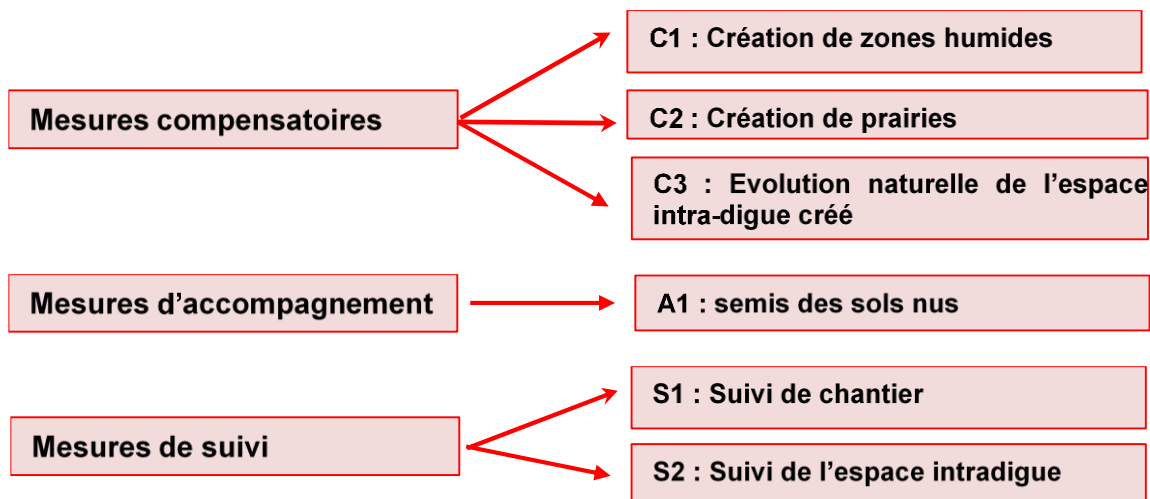 Mesures compensatoires
C1 : Création de zones humides
C2 : Création de prairies
C3 : Evolution naturelle de l'espace
intra-digue créé
Mesures d'accompagnement
A1 : semis des sols nus
Mesures de suivi
S1 : Suivi de chantier
S2 : Suivi de l'espace intradigue